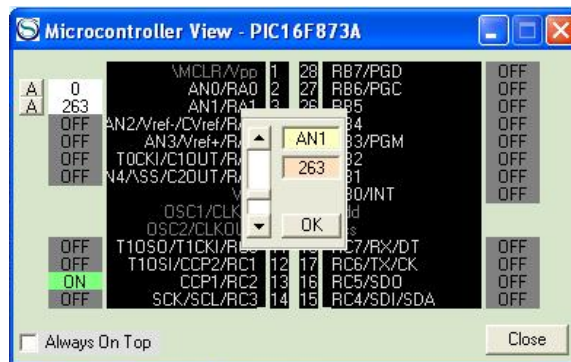 Microcontroller View - PIC16F873A
\MCLR/Vpp 1 28 RB7/PGD OFF
A 0 AN0/RA0 2 27 RB6/PGC OFF
A 263 AN1/RA1 3 26 RB5 OFF
OFF AN2/Vref-/CVref/R B4 OFF
OFF AN3/Vref+/R B3/PGM OFF
OFF T0CKI/C1OUT/R B2 OFF
OFF N4/\SS/C2OUT/R B1 OFF
V B0/INT OFF
OSC1/CLK dd
OSC2/CLKOU s
OFF T1OSO/T1CKI/R RC7/RX/DT OFF
OFF T1OSI/CCP2/RC1 12 17 RC6/TX/CK OFF
ON CCP1/RC2 13 16 RC5/SDO OFF
OFF SCK/SCL/RC3 14 15 RC4/SDI/SDA OFF
AN1
263
OK
Always On Top
Close